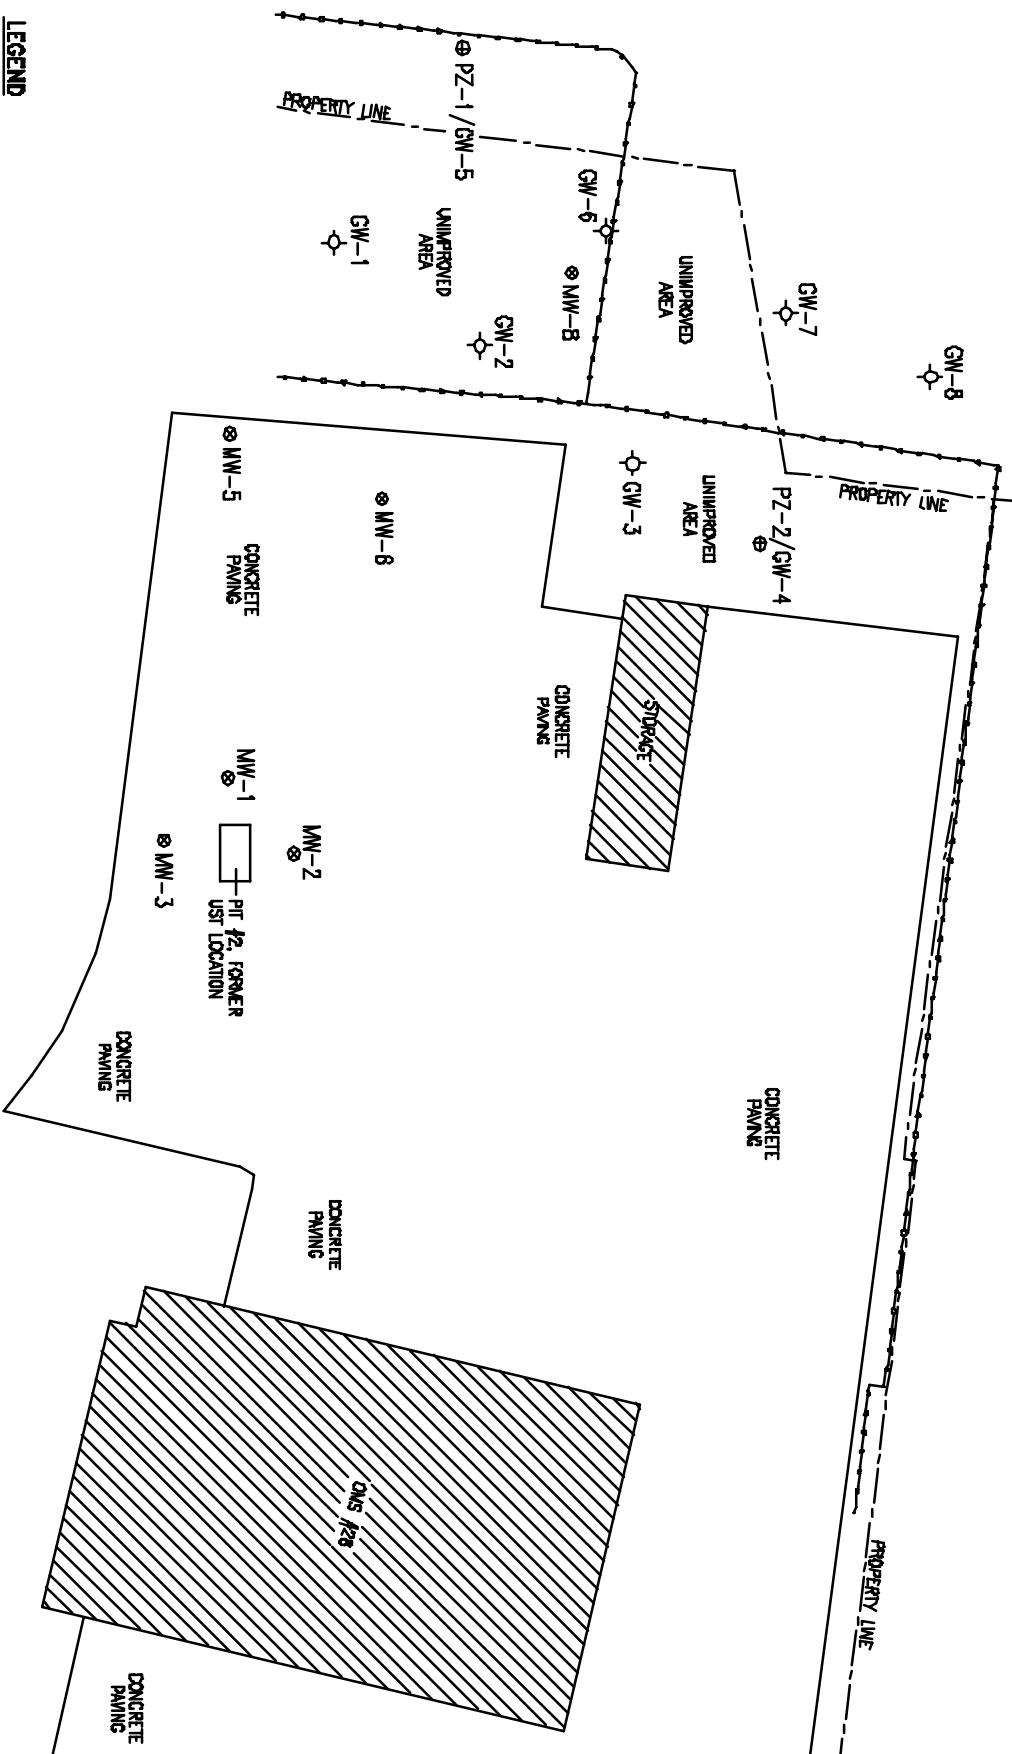 LEGEND
PROPERTY LINE
PZ-1/GW-5
GW-1
UNIMPROVED
AREA
GW-2
GW-6
MW-8
UNIMPROVED
AREA
GW-7
GW-8
PROPERTY LINE
PZ-2/GW-4
UNIMPROVED
AREA
GW-3
MW-5
MW-6
CONCRETE
PAVING
STORAGE
CONCRETE
PAVING
MW-1
MW-2
MW-3
PIT #2, FORMER
UST LOCATION
CONCRETE
PAVING
CONCRETE
PAVING
CONCRETE
PAVING
OMS #28
PROPERTY LINE
CONCRETE
PAVING